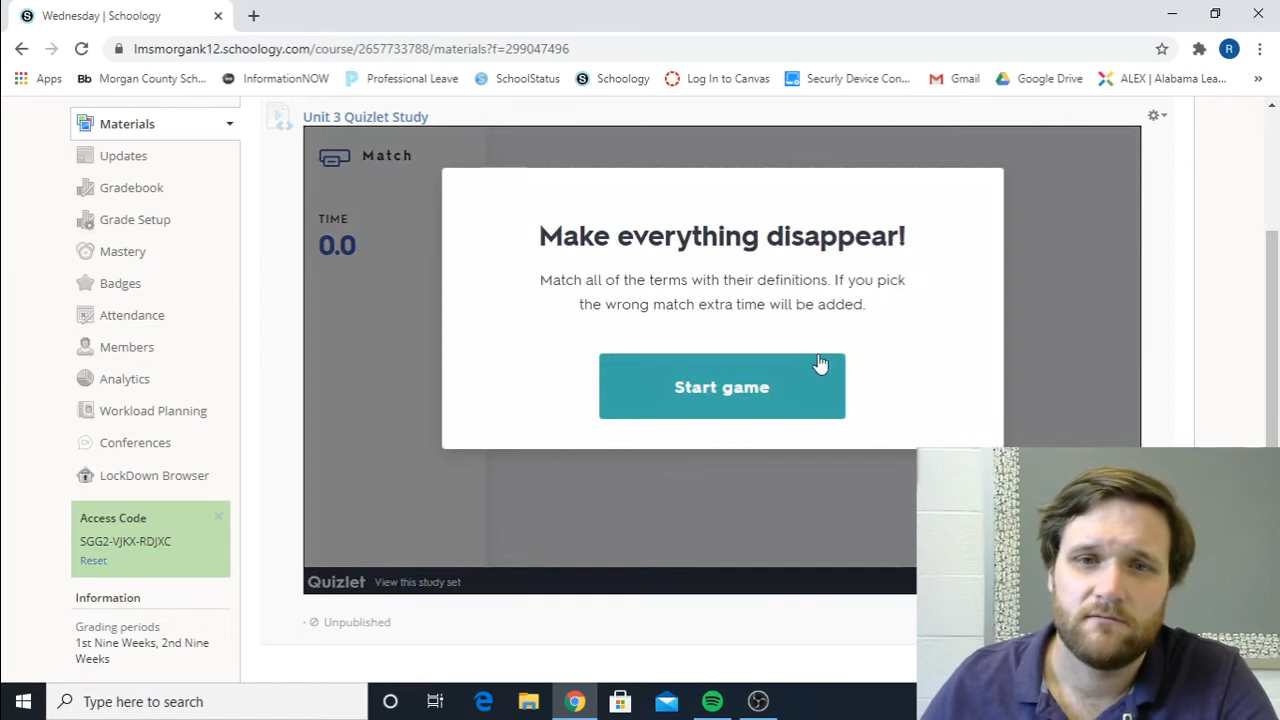 Wednesday | Schoology
lmsmorgank12.schoology.com/course/2657733788/materials?f=299047496
R
Apps
Bb Morgan County Sch...
InformationNOW
Professional Leave
SchoolStatus
Schoology
Log In to Canvas
Securly Device Con...
Gmail
Google Drive
ALEX | Alabama Lea...
»
Materials
Updates
Gradebook
Grade Setup
Mastery
Badges
Attendance
Members
Analytics
Workload Planning
Conferences
LockDown Browser
Access Code
SGG2-VJKX-RDJXC
Reset
Information
Grading periods
1st Nine Weeks, 2nd Nine
Weeks
Unit 3 Quizlet Study
Match
TIME
0.0
Make everything disappear!
Match all of the terms with their definitions. If you pick
the wrong match extra time will be added.
Start game
Quizlet View this study set
· Unpublished
Type here to search